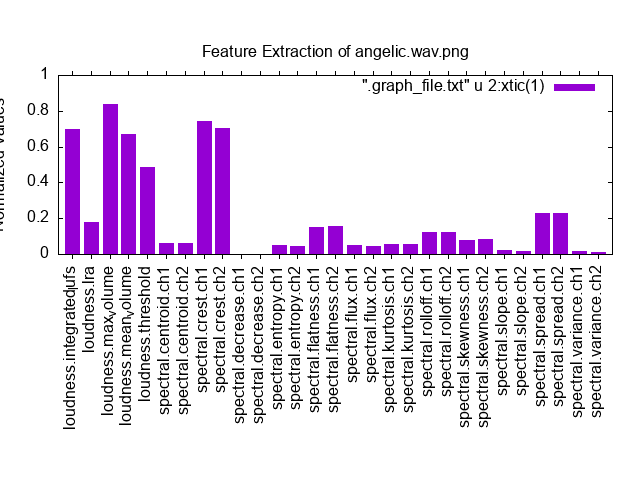 Feature Extraction of angelic.wav.png
Normalized Values
".graph_file.txt" u 2:xtic(1)
1
0.8
0.6
0.4
0.2
0
loudness.integratedlufs
loudness.lra
loudness.maxvolume
loudness.meanvolume
loudness.threshold
spectral.centroid.ch1
spectral.centroid.ch2
spectral.crest.ch1
spectral.crest.ch2
spectral.decrease.ch1
spectral.decrease.ch2
spectral.entropy.ch1
spectral.entropy.ch2
spectral.flatness.ch1
spectral.flatness.ch2
spectral.flux.ch1
spectral.flux.ch2
spectral.kurtosis.ch1
spectral.kurtosis.ch2
spectral.rolloff.ch1
spectral.rolloff.ch2
spectral.skewness.ch1
spectral.skewness.ch2
spectral.slope.ch1
spectral.slope.ch2
spectral.spread.ch1
spectral.spread.ch2
spectral.variance.ch1
spectral.variance.ch2